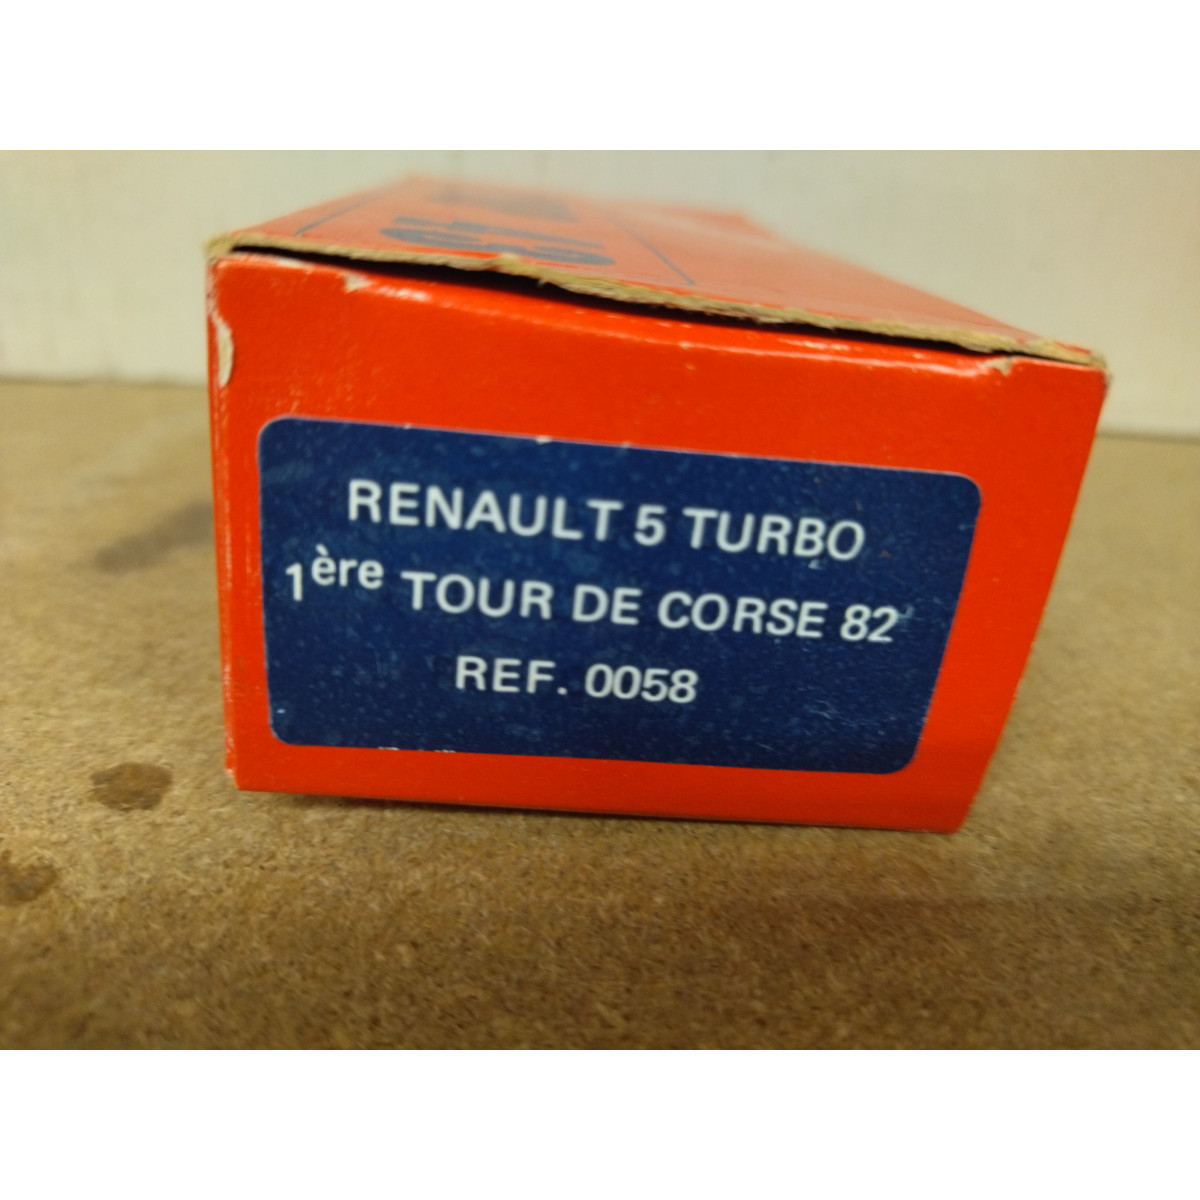 RENAULT 5 TURBO
1ère TOUR DE CORSE 82
REF. 0058